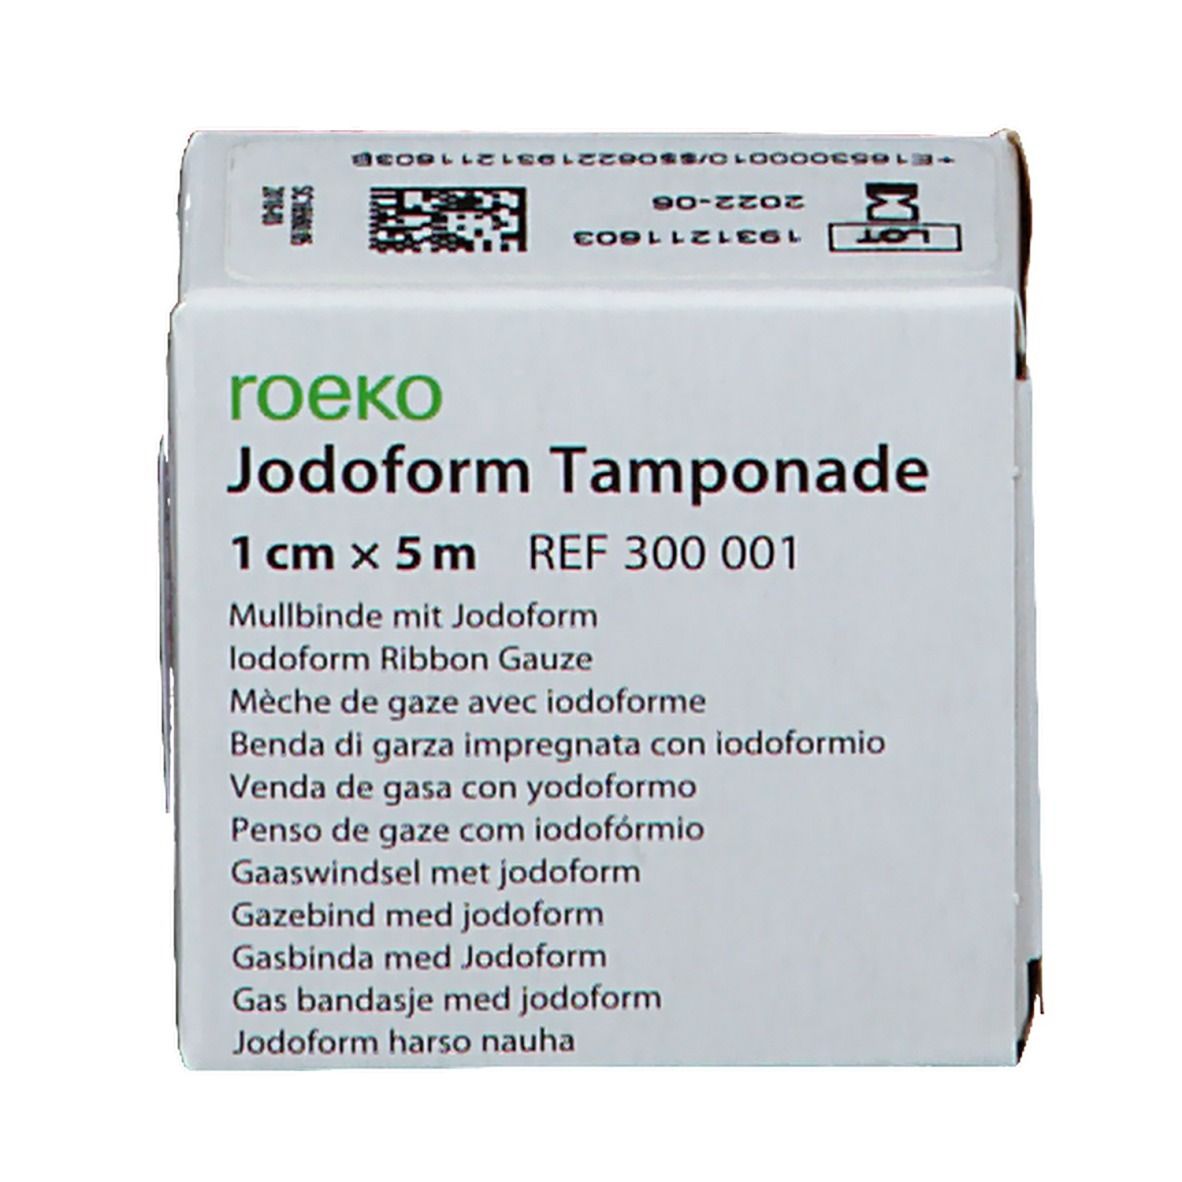 +E1653000010/$$06221931211603β
2022-06
LOT 1931211603
roeko
Jodoform Tamponade
1 cm × 5 m REF 300 001
Mullbinde mit Jodoform
Iodoform Ribbon Gauze
Mèche de gaze avec iodoforme
Benda di garza impregnata con iodoformio
Venda de gasa con yodoformo
Penso de gaze com iodofórmio
Gaaswindsel met jodoform
Gazebind med jodoform
Gasbinda med Jodoform
Gas bandasje med jodoform
Jodoform harso nauha